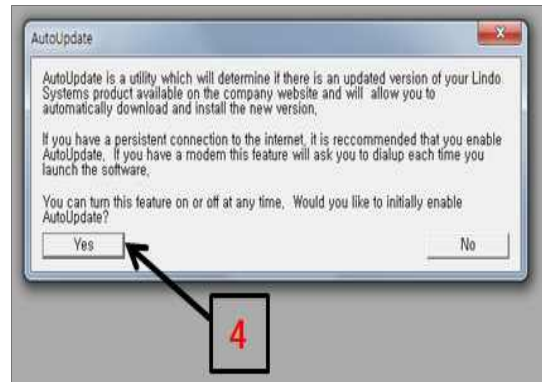 AutoUpdate
AutoUpdate is a utility which will determine if there is an updated version of your Lindo
Systems product available on the company website and will allow you to
automatically download and install the new version,
If you have a persistent connection to the internet, it is reccommended that you enable
AutoUpdate, If you have a modem this feature will ask you to dialup each time you
launch the software,
You can turn this feature on or off at any time, Would you like to initially enable
AutoUpdate?
Yes
No
4